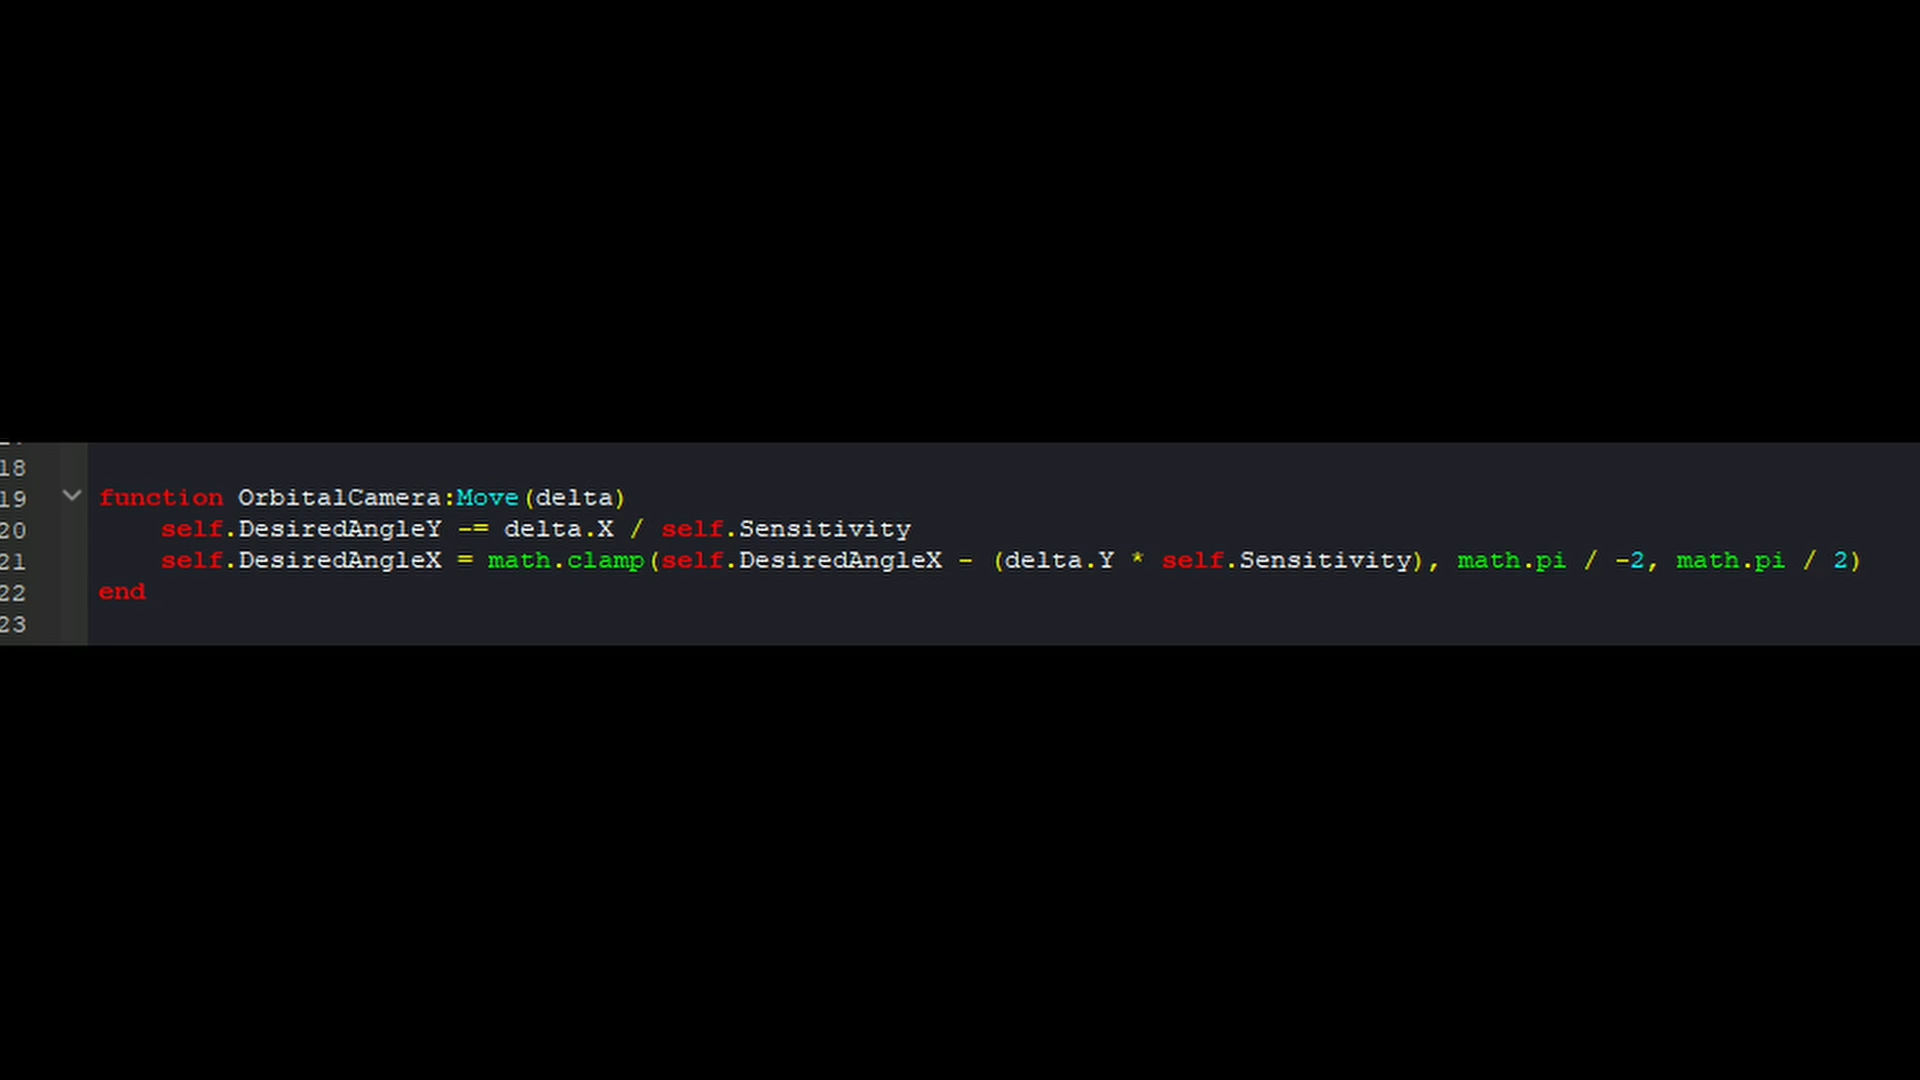 18
19 function OrbitalCamera:Move(delta)
20 self.DesiredAngleY -= delta.X / self.Sensitivity
21 self.DesiredAngleX = math.clamp(self.DesiredAngleX - (delta.Y * self.Sensitivity), math.pi / -2, math.pi / 2)
22 end
23